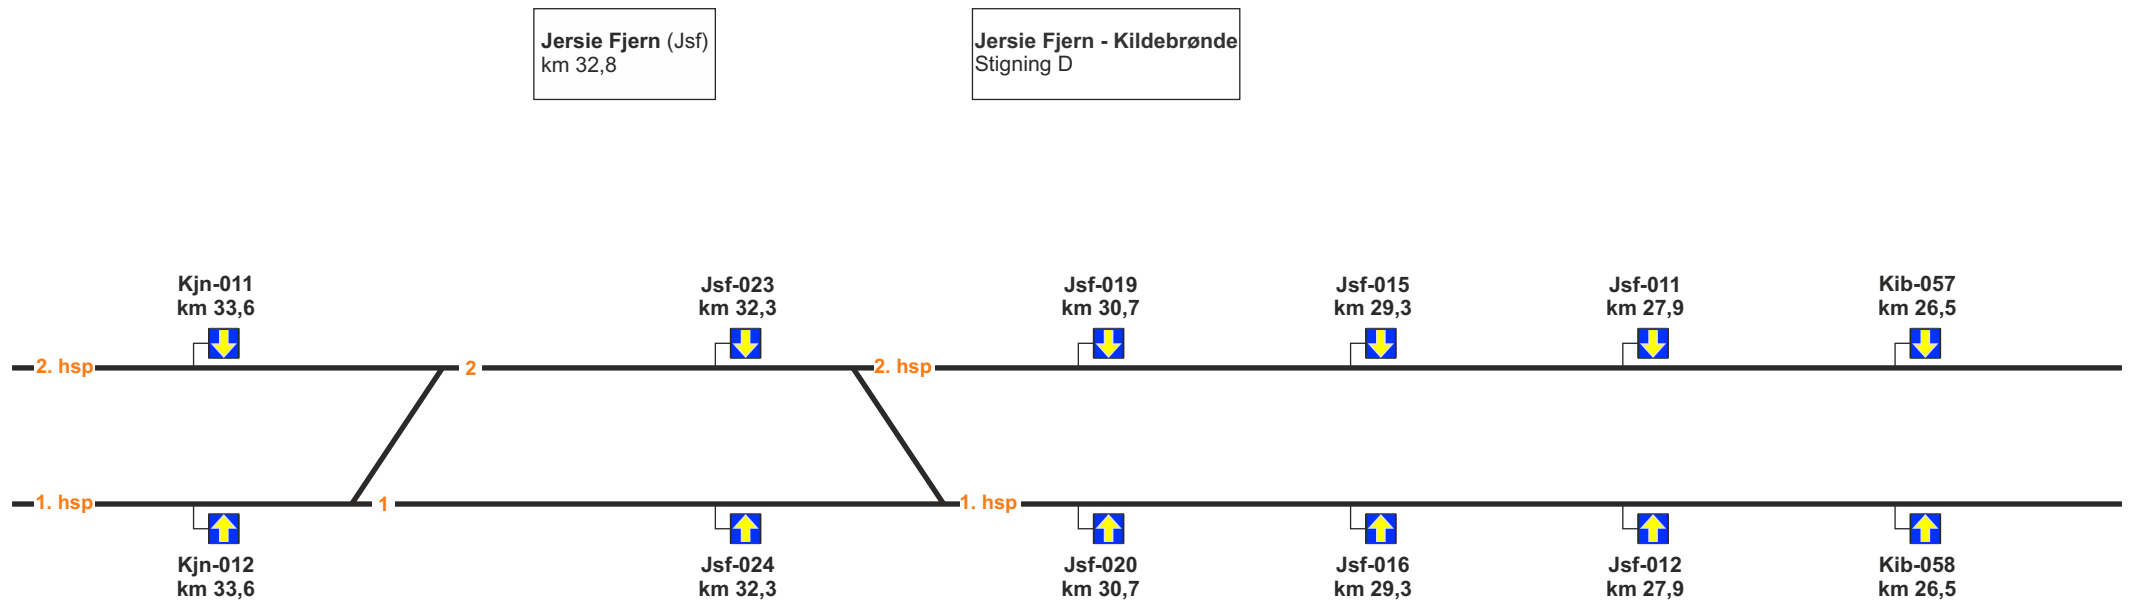 Jersie Fjern (Jsf)
km 32,8
Jersie Fjern - Kildebrønde
Stigning D
Kjn-011
km 33,6
Jsf-023
km 32,3
Jsf-019
km 30,7
Jsf-015
km 29,3
Jsf-011
km 27,9
Kib-057
km 26,5
2. hsp
2
2. hsp
1. hsp
1
1. hsp
Kjn-012
km 33,6
Jsf-024
km 32,3
Jsf-020
km 30,7
Jsf-016
km 29,3
Jsf-012
km 27,9
Kib-058
km 26,5